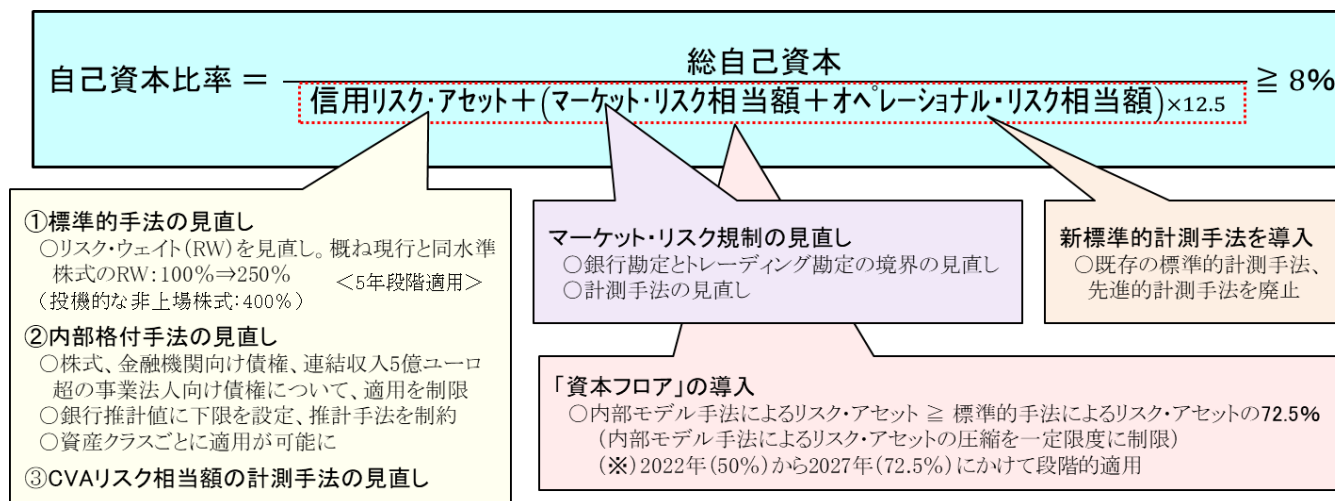 自己資本比率 = 総自己資本
信用リスク・アセット＋(マーケット・リスク相当額＋オペレーショナル・リスク相当額)×12.5
≧ 8%
①標準的手法の見直し
○リスク・ウェイト(RW)を見直し。概ね現行と同水準
株式のRW:100%⇒250% ＜5年段階適用＞
(投機的な非上場株式:400%)
②内部格付手法の見直し
○株式、金融機関向け債権、連結収入5億ユーロ
超の事業法人向け債権について、適用を制限
○銀行推計値に下限を設定、推計手法を制約
○資産クラスごとに適用が可能に
③CVAリスク相当額の計測手法の見直し
マーケット・リスク規制の見直し
○銀行勘定とトレーディング勘定の境界の見直し
○計測手法の見直し
新標準的計測手法を導入
○既存の標準的計測手法、
先進的計測手法を廃止
「資本フロア」の導入
○内部モデル手法によるリスク・アセット ≧ 標準的手法によるリスク・アセットの72.5%
(内部モデル手法によるリスク・アセットの圧縮を一定限度に制限)
(※)2022年(50%)から2027年(72.5%)にかけて段階的適用